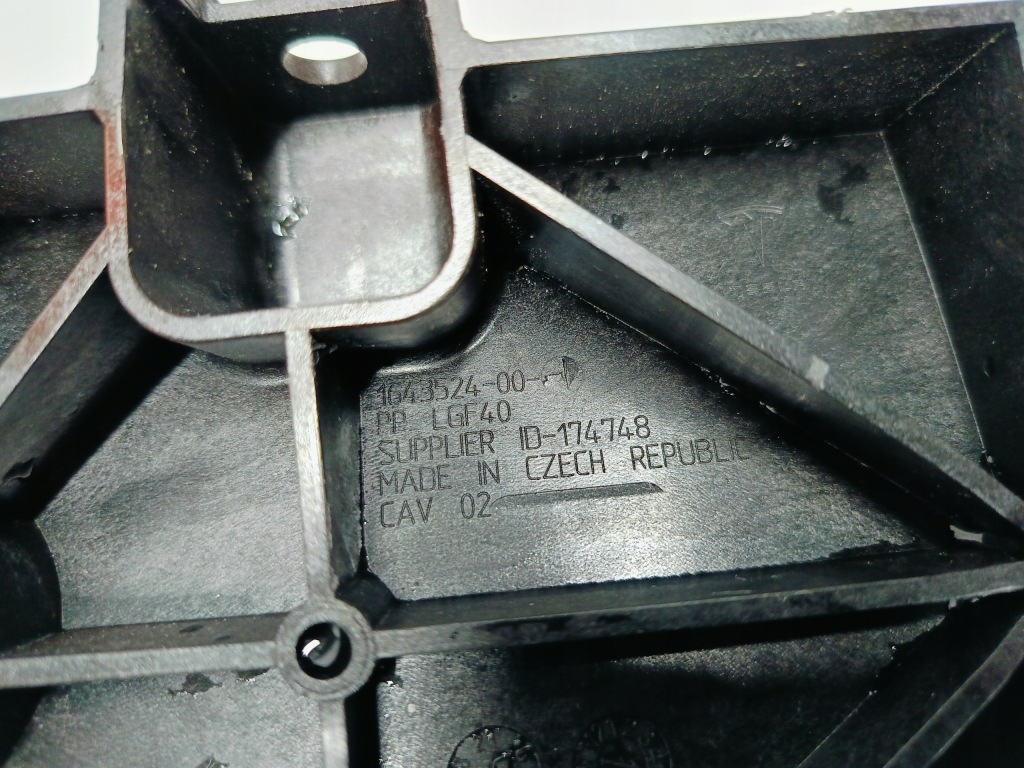 1643524-00-
PP LGF40
SUPPLIER ID-174748
MADE IN CZECH REPUBLIC
CAV 02